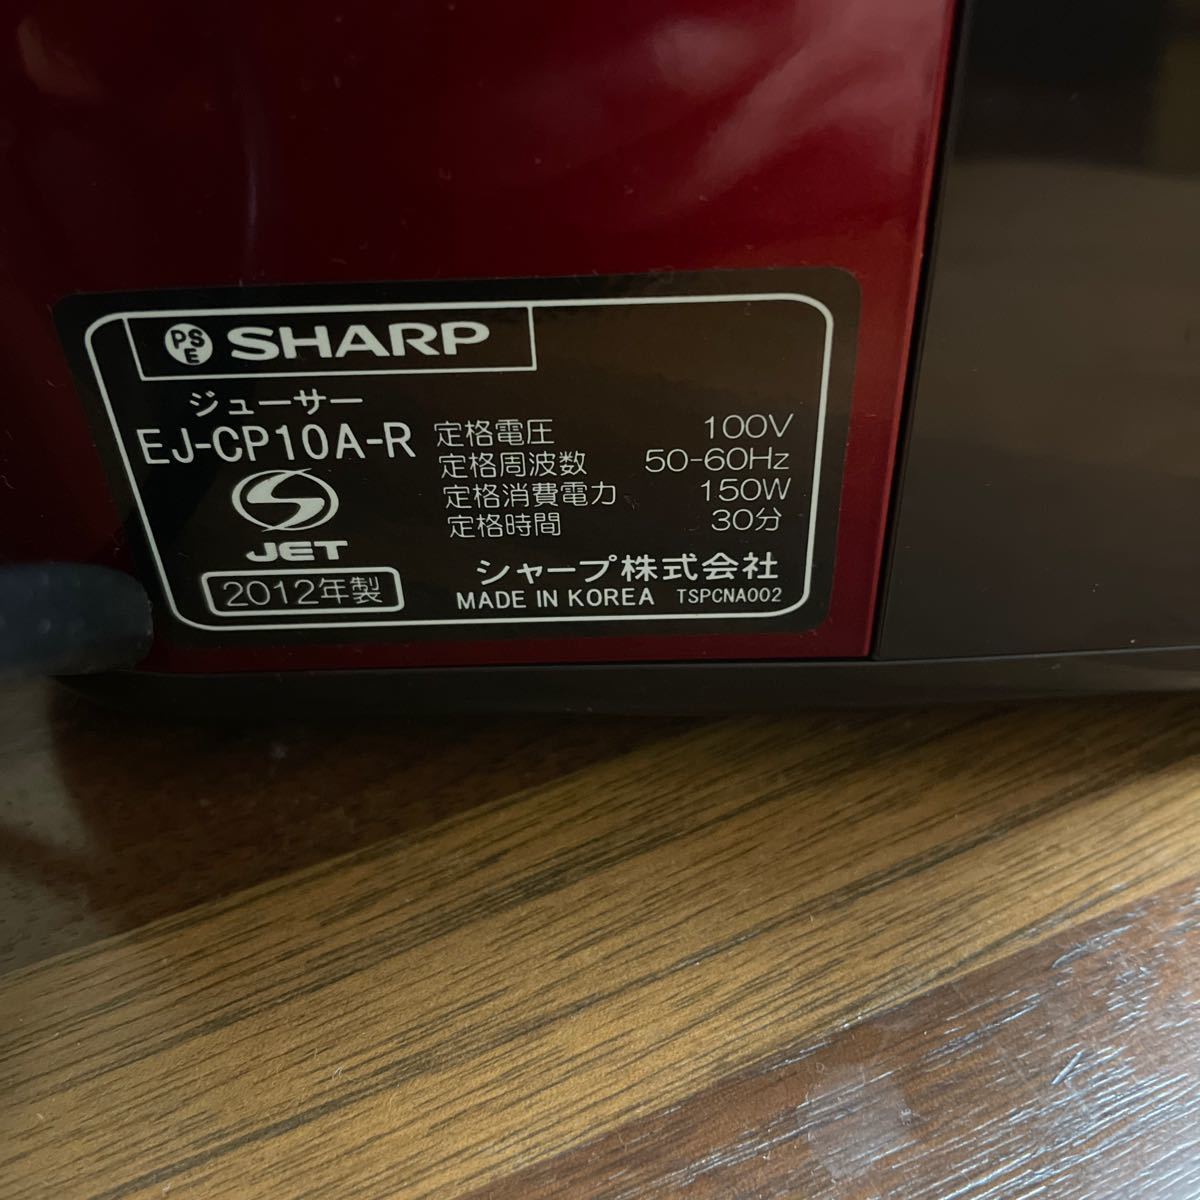 PSE SHARP
ジューサー
EJ-CP10A-R
定格電圧 100V
定格周波数 50-60Hz
定格消費電力 150W
定格時間 30分
JET
2012年製
シャープ株式会社
MADE IN KOREA TSPCNA002